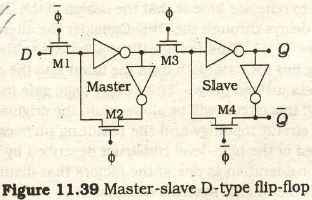 φ̄ φ
D M1 M3 Q
Master Slave
M2 M4 Q̄
φ φ̄
Figure 11.39 Master-slave D-type flip-flop